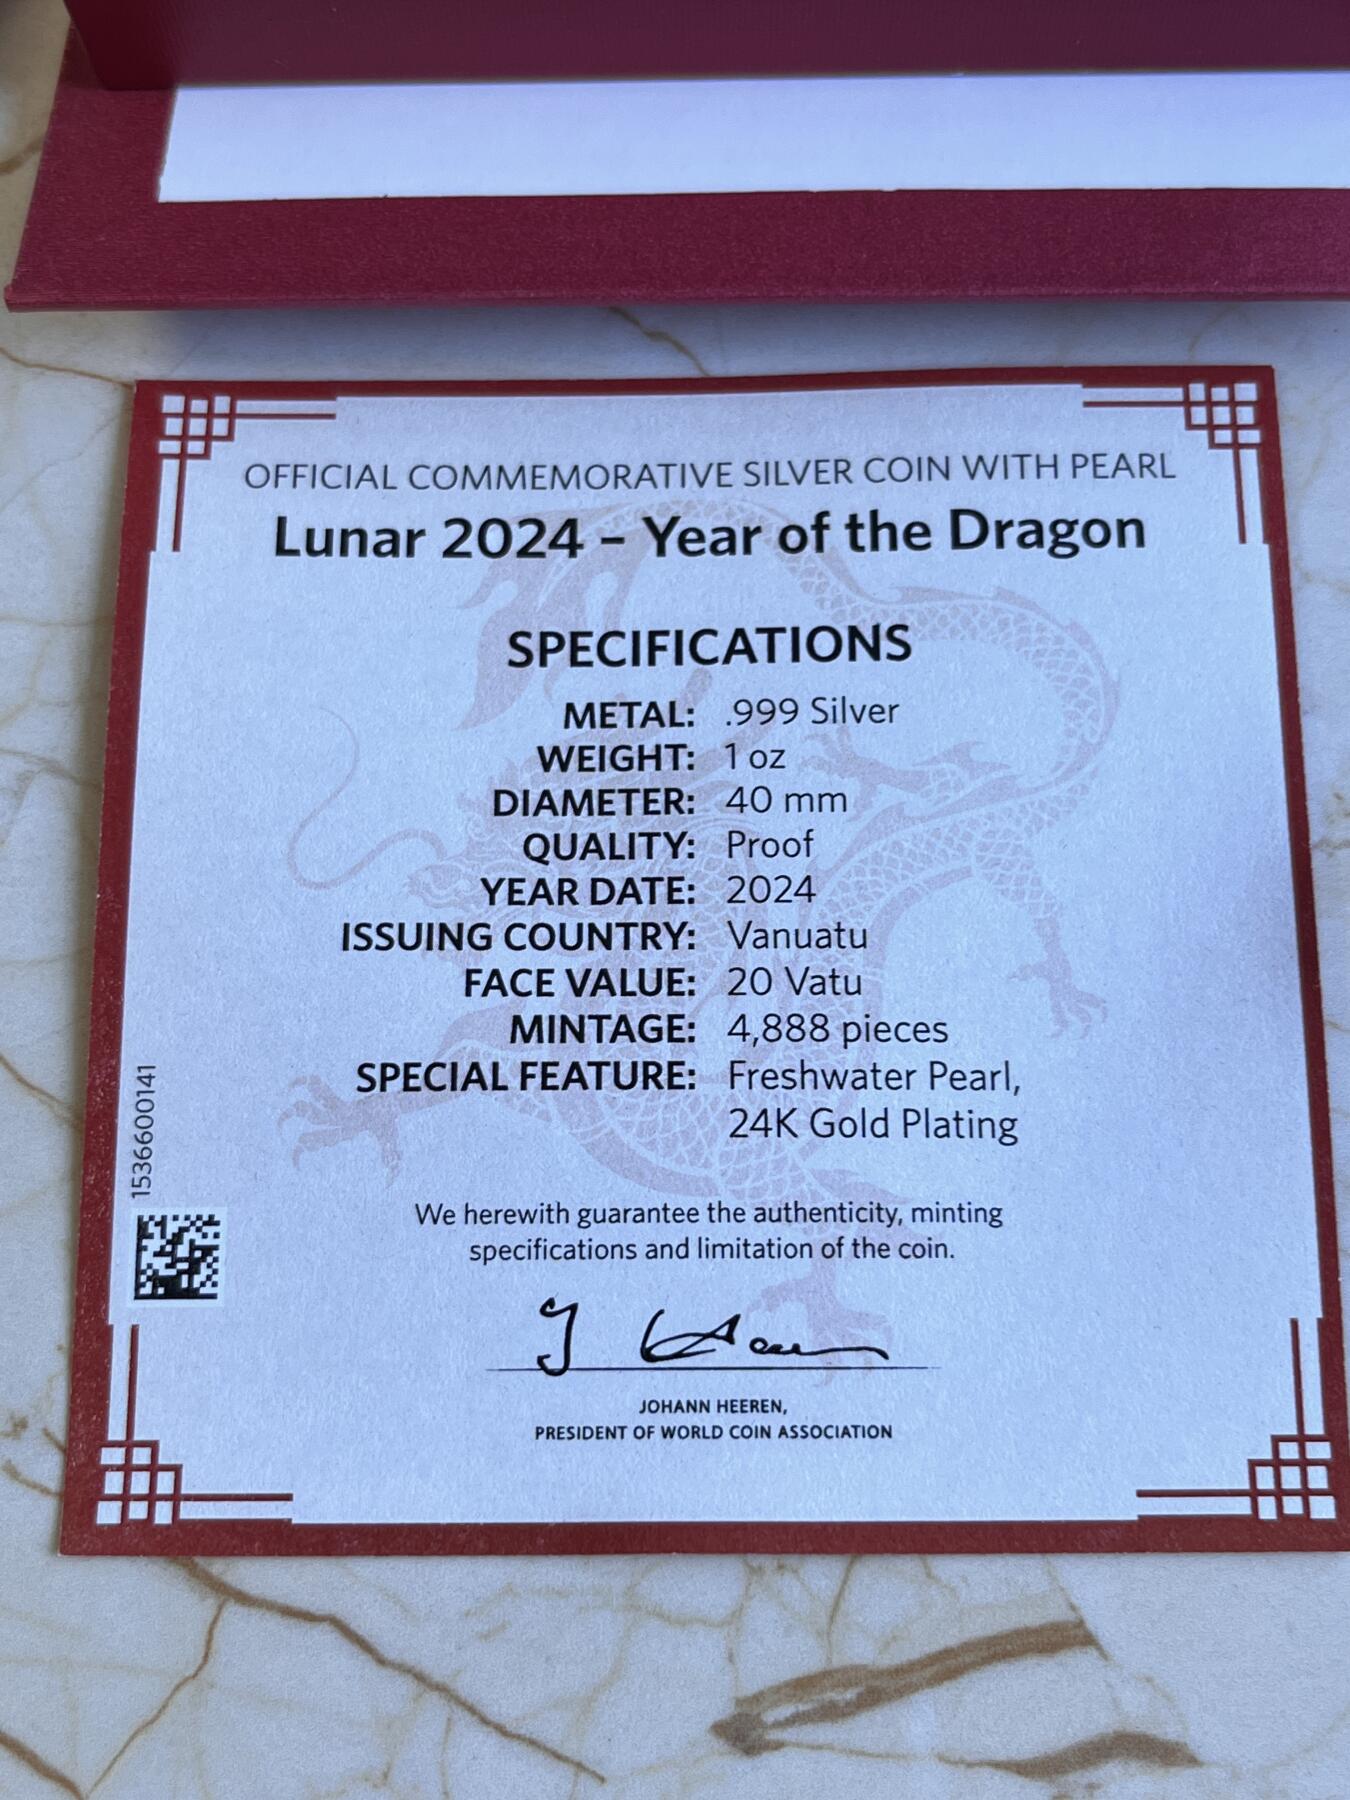 OFFICIAL COMMEMORATIVE SILVER COIN WITH PEARL
Lunar 2024 – Year of the Dragon
SPECIFICATIONS
METAL: .999 Silver
WEIGHT: 1 oz
DIAMETER: 40 mm
QUALITY: Proof
YEAR DATE: 2024
ISSUING COUNTRY: Vanuatu
FACE VALUE: 20 Vatu
MINTAGE: 4,888 pieces
SPECIAL FEATURE: Freshwater Pearl,
24K Gold Plating
1536600141
We herewith guarantee the authenticity, minting
specifications and limitation of the coin.
JOHANN HEEREN,
PRESIDENT OF WORLD COIN ASSOCIATION